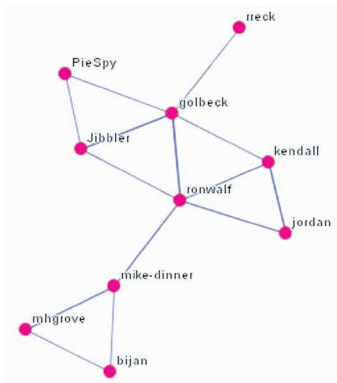 rreck
PieSpy
golbeck
Jibbler
kendall
ronwalf
jordan
mike-dinner
mhgrove
bijan